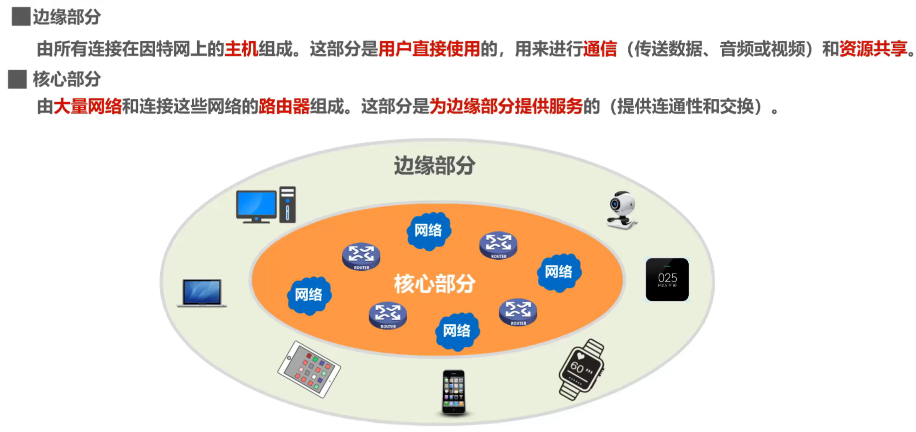 边缘部分
由所有连接在因特网上的主机组成。这部分是用户直接使用的，用来进行通信（传送数据、音频或视频）和资源共享。
核心部分
由大量网络和连接这些网络的路由器组成。这部分是为边缘部分提供服务的（提供连通性和交换）。
边缘部分
网络
ROUTER
ROUTER
网络
025
核心部分
网络
ROUTER
ROUTER
网络
60